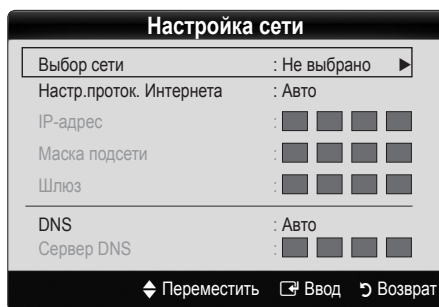 Настройка сети
Выбор сети : Не выбрано ►
Настр.проток. Интернета : Авто
IP-адрес :
Маска подсети :
Шлюз :
DNS : Авто
Сервер DNS :
Переместить Ввод Возврат